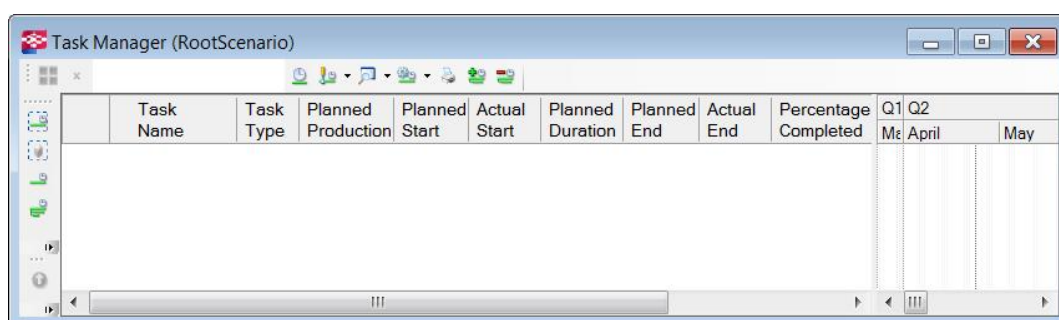 Task Manager (RootScenario)
Task Task Planned Planned Actual Planned Planned Actual Percentage Q1 Q2
Name Type Production Start Start Duration End End Completed Ma April May